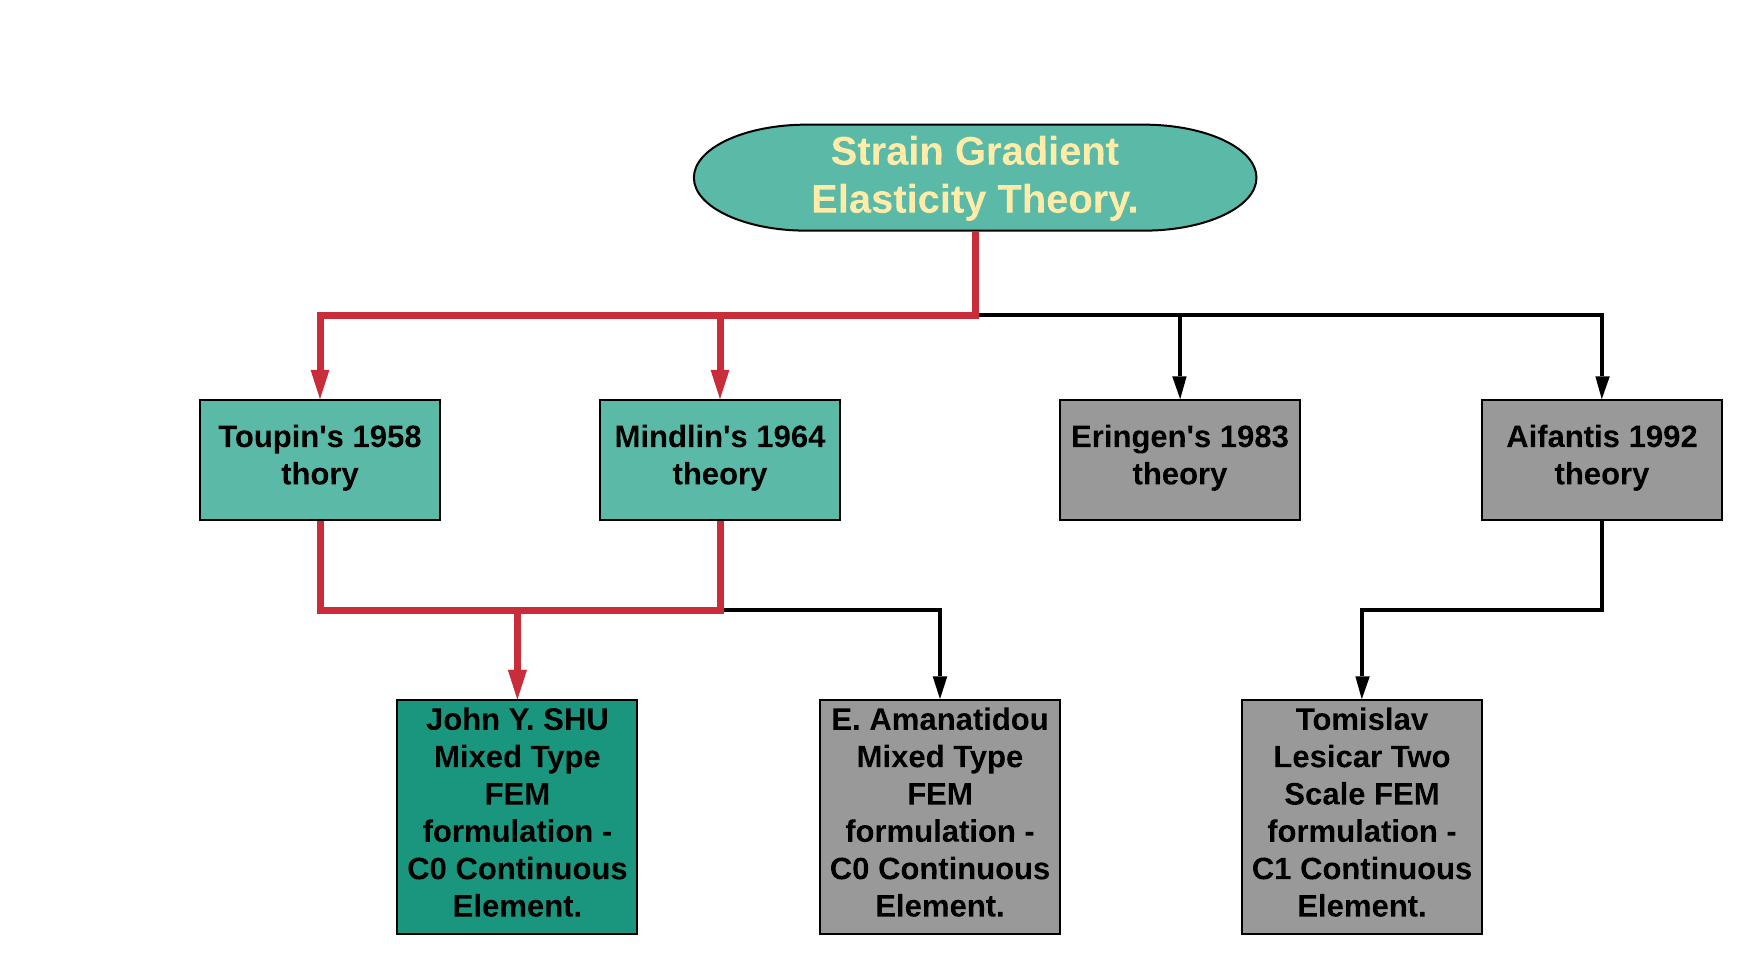 Strain Gradient
Elasticity Theory.
Toupin's 1958
thory
Mindlin's 1964
theory
Eringen's 1983
theory
Aifantis 1992
theory
John Y. SHU
Mixed Type
FEM
formulation -
C0 Continuous
Element.
E. Amanatidou
Mixed Type
FEM
formulation -
C0 Continuous
Element.
Tomislav
Lesicar Two
Scale FEM
formulation -
C1 Continuous
Element.